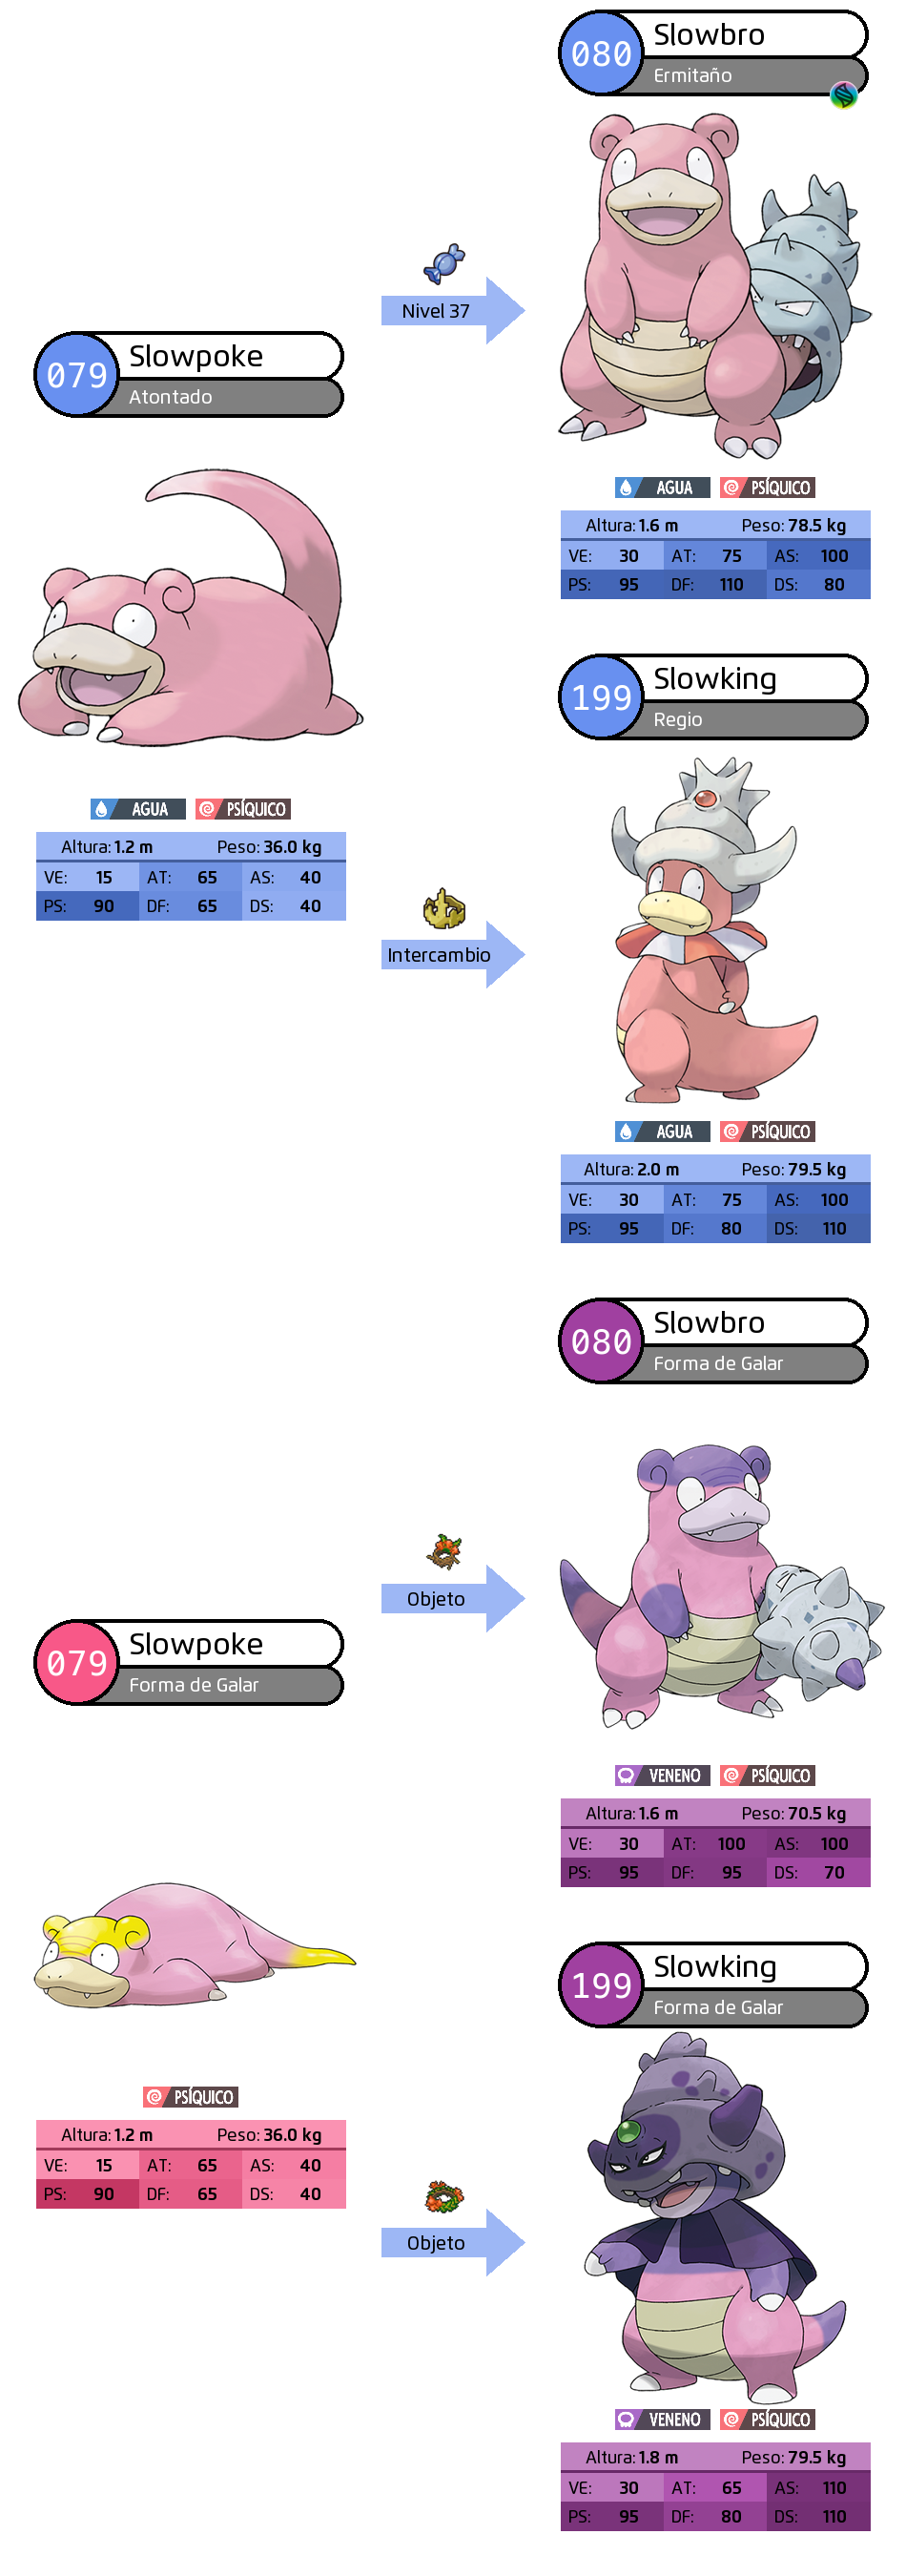 080
Slowbro
Ermitaño
Nivel 37
079
Slowpoke
Atontado
AGUA PSÍQUICO
Altura: 1.6 m Peso: 78.5 kg
VE: 30 AT: 75 AS: 100
PS: 95 DF: 110 DS: 80
199
Slowking
Regio
AGUA PSÍQUICO
Altura: 1.2 m Peso: 36.0 kg
VE: 15 AT: 65 AS: 40
PS: 90 DF: 65 DS: 40
Intercambio
AGUA PSÍQUICO
Altura: 2.0 m Peso: 79.5 kg
VE: 30 AT: 75 AS: 100
PS: 95 DF: 80 DS: 110
080
Slowbro
Forma de Galar
Objeto
079
Slowpoke
Forma de Galar
VENENO PSÍQUICO
Altura: 1.6 m Peso: 70.5 kg
VE: 30 AT: 100 AS: 100
PS: 95 DF: 95 DS: 70
199
Slowking
Forma de Galar
PSÍQUICO
Altura: 1.2 m Peso: 36.0 kg
VE: 15 AT: 65 AS: 40
PS: 90 DF: 65 DS: 40
Objeto
VENENO PSÍQUICO
Altura: 1.8 m Peso: 79.5 kg
VE: 30 AT: 65 AS: 110
PS: 95 DF: 80 DS: 110